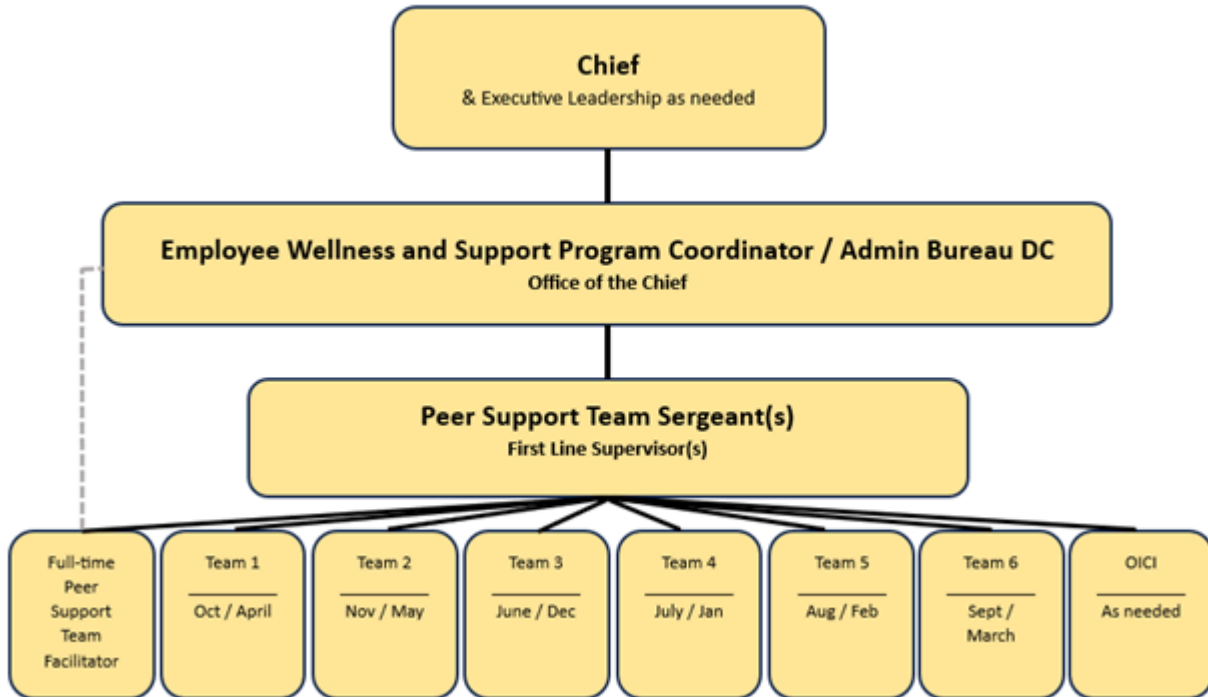 Chief
& Executive Leadership as needed
Employee Wellness and Support Program Coordinator / Admin Bureau DC
Office of the Chief
Peer Support Team Sergeant(s)
First Line Supervisor(s)
Full-time
Peer
Support
Team
Facilitator
Team 1
Oct / April
Team 2
Nov / May
Team 3
June / Dec
Team 4
July / Jan
Team 5
Aug / Feb
Team 6
Sept /
March
OICI
As needed